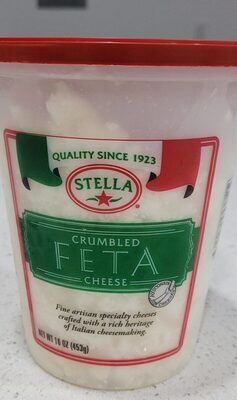 QUALITY SINCE 1923
STELLA
CRUMBLED
FETA
CHEESE
Fine artisan specialty cheeses
crafted with a rich heritage
of Italian cheesemaking.
NET WT 16 OZ (453g)